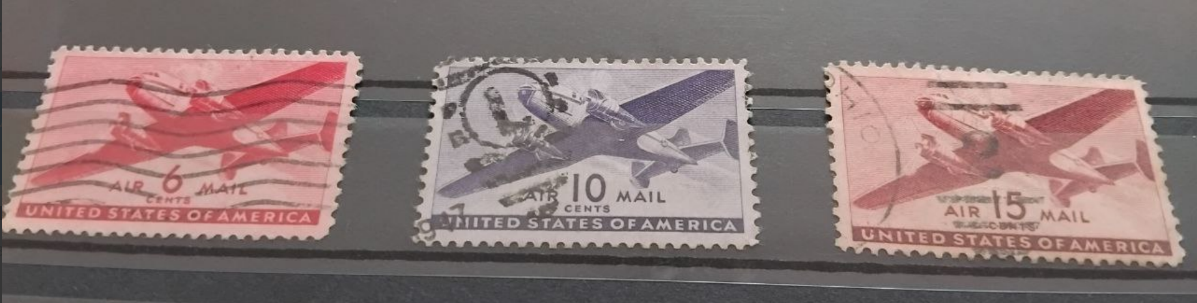 AIR 6 MAIL
CENTS
UNITED STATES OF AMERICA
AIR 10 MAIL
CENTS
UNITED STATES OF AMERICA
AIR 15 MAIL
CENTS
UNITED STATES OF AMERICA